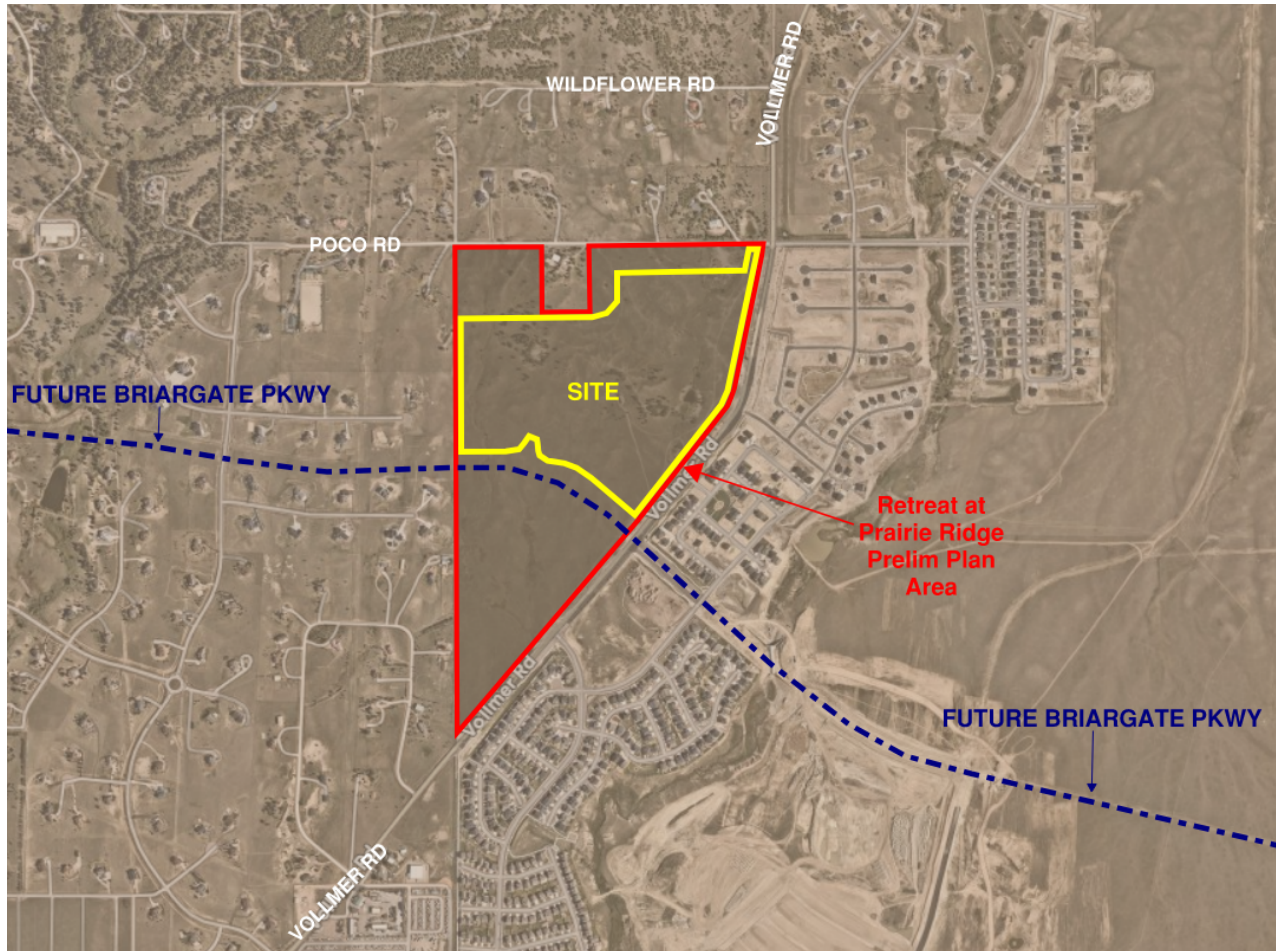 WILDFLOWER RD
VOLLMER RD
POCO RD
FUTURE BRIARGATE PKWY
SITE
Vollmer Rd
Retreat at
Prairie Ridge
Prelim Plan
Area
Vollmer Rd
FUTURE BRIARGATE PKWY
VOLLMER RD